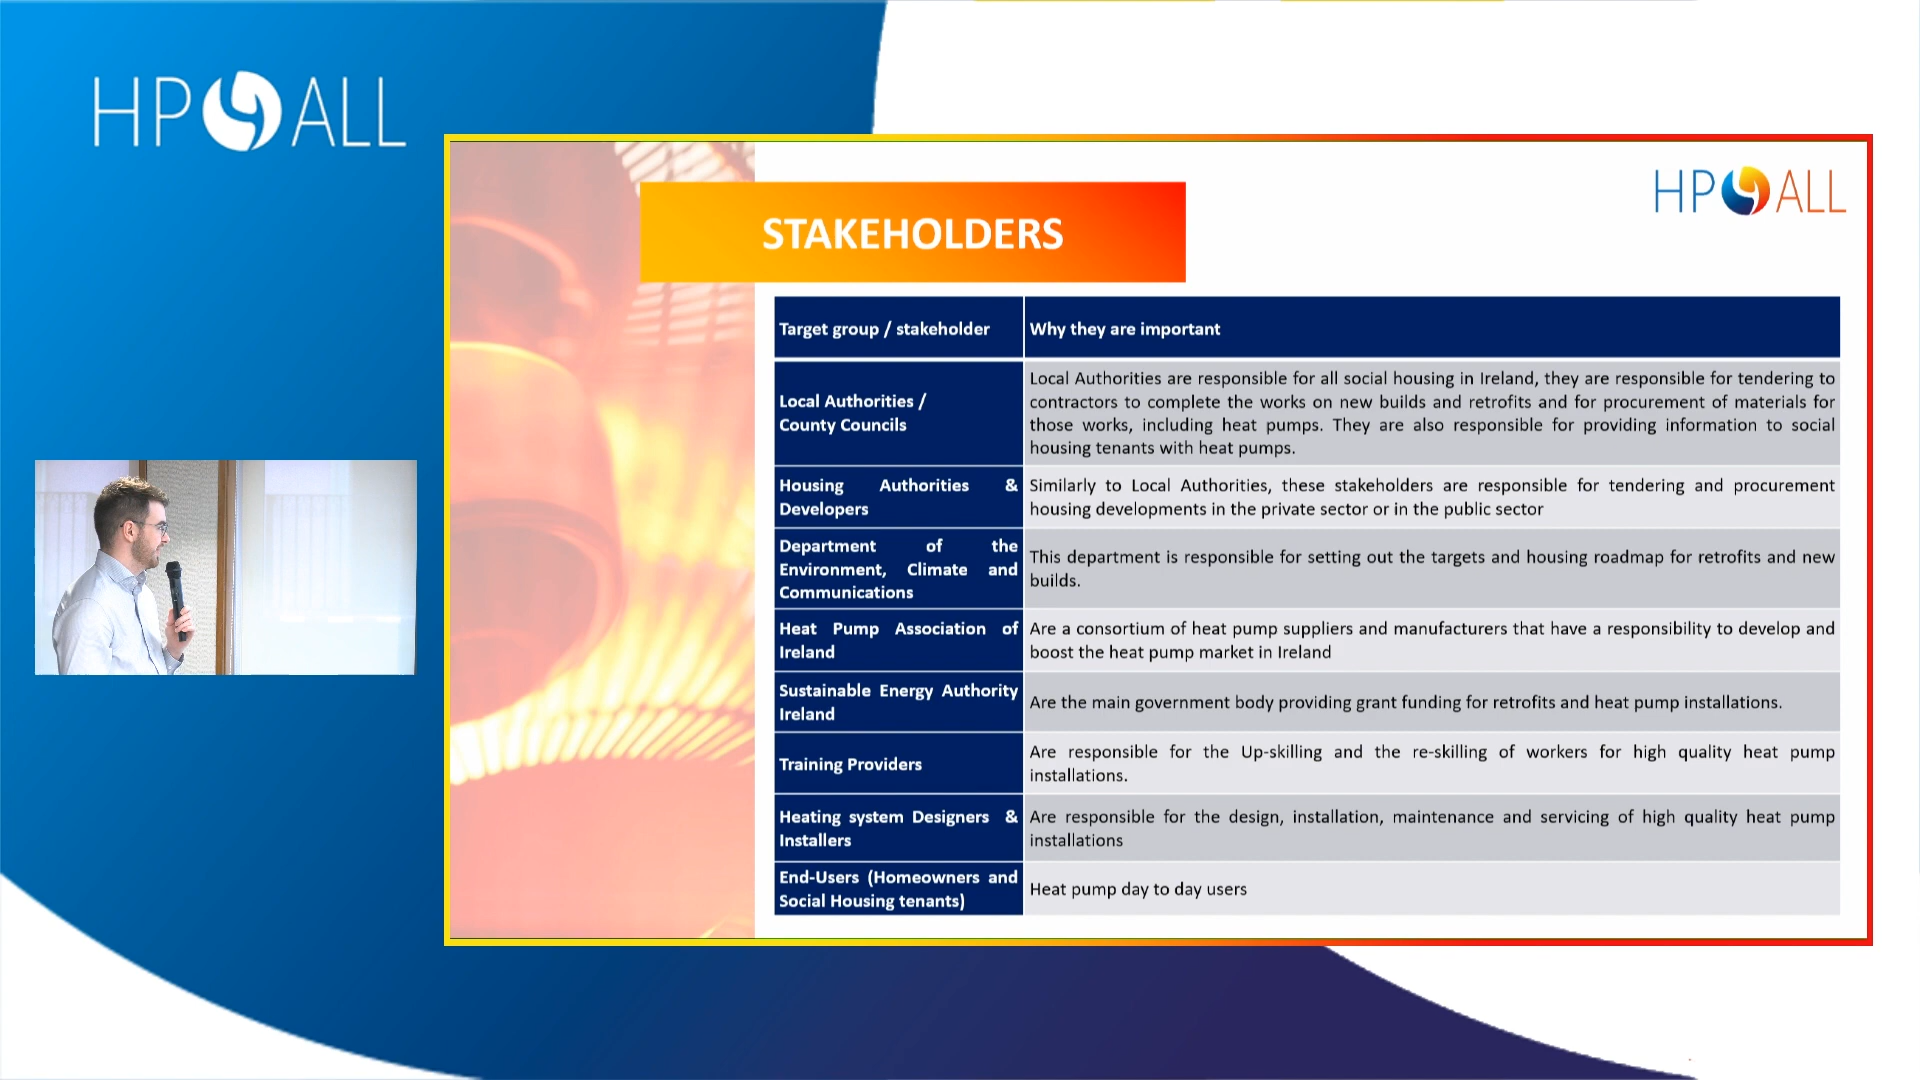 HP4ALL
HP4ALL
STAKEHOLDERS
Target group / stakeholder
Why they are important
Local Authorities /
County Councils
Local Authorities are responsible for all social housing in Ireland, they are responsible for tendering to
contractors to complete the works on new builds and retrofits and for procurement of materials for
those works, including heat pumps. They are also responsible for providing information to social
housing tenants with heat pumps.
Housing Authorities &
Developers
Similarly to Local Authorities, these stakeholders are responsible for tendering and procurement
housing developments in the private sector or in the public sector
Department of the
Environment, Climate and
Communications
This department is responsible for setting out the targets and housing roadmap for retrofits and new
builds.
Heat Pump Association of
Ireland
Are a consortium of heat pump suppliers and manufacturers that have a responsibility to develop and
boost the heat pump market in Ireland
Sustainable Energy Authority
Ireland
Are the main government body providing grant funding for retrofits and heat pump installations.
Training Providers
Are responsible for the Up-skilling and the re-skilling of workers for high quality heat pump
installations.
Heating system Designers &
Installers
Are responsible for the design, installation, maintenance and servicing of high quality heat pump
installations
End-Users (Homeowners and
Social Housing tenants)
Heat pump day to day users